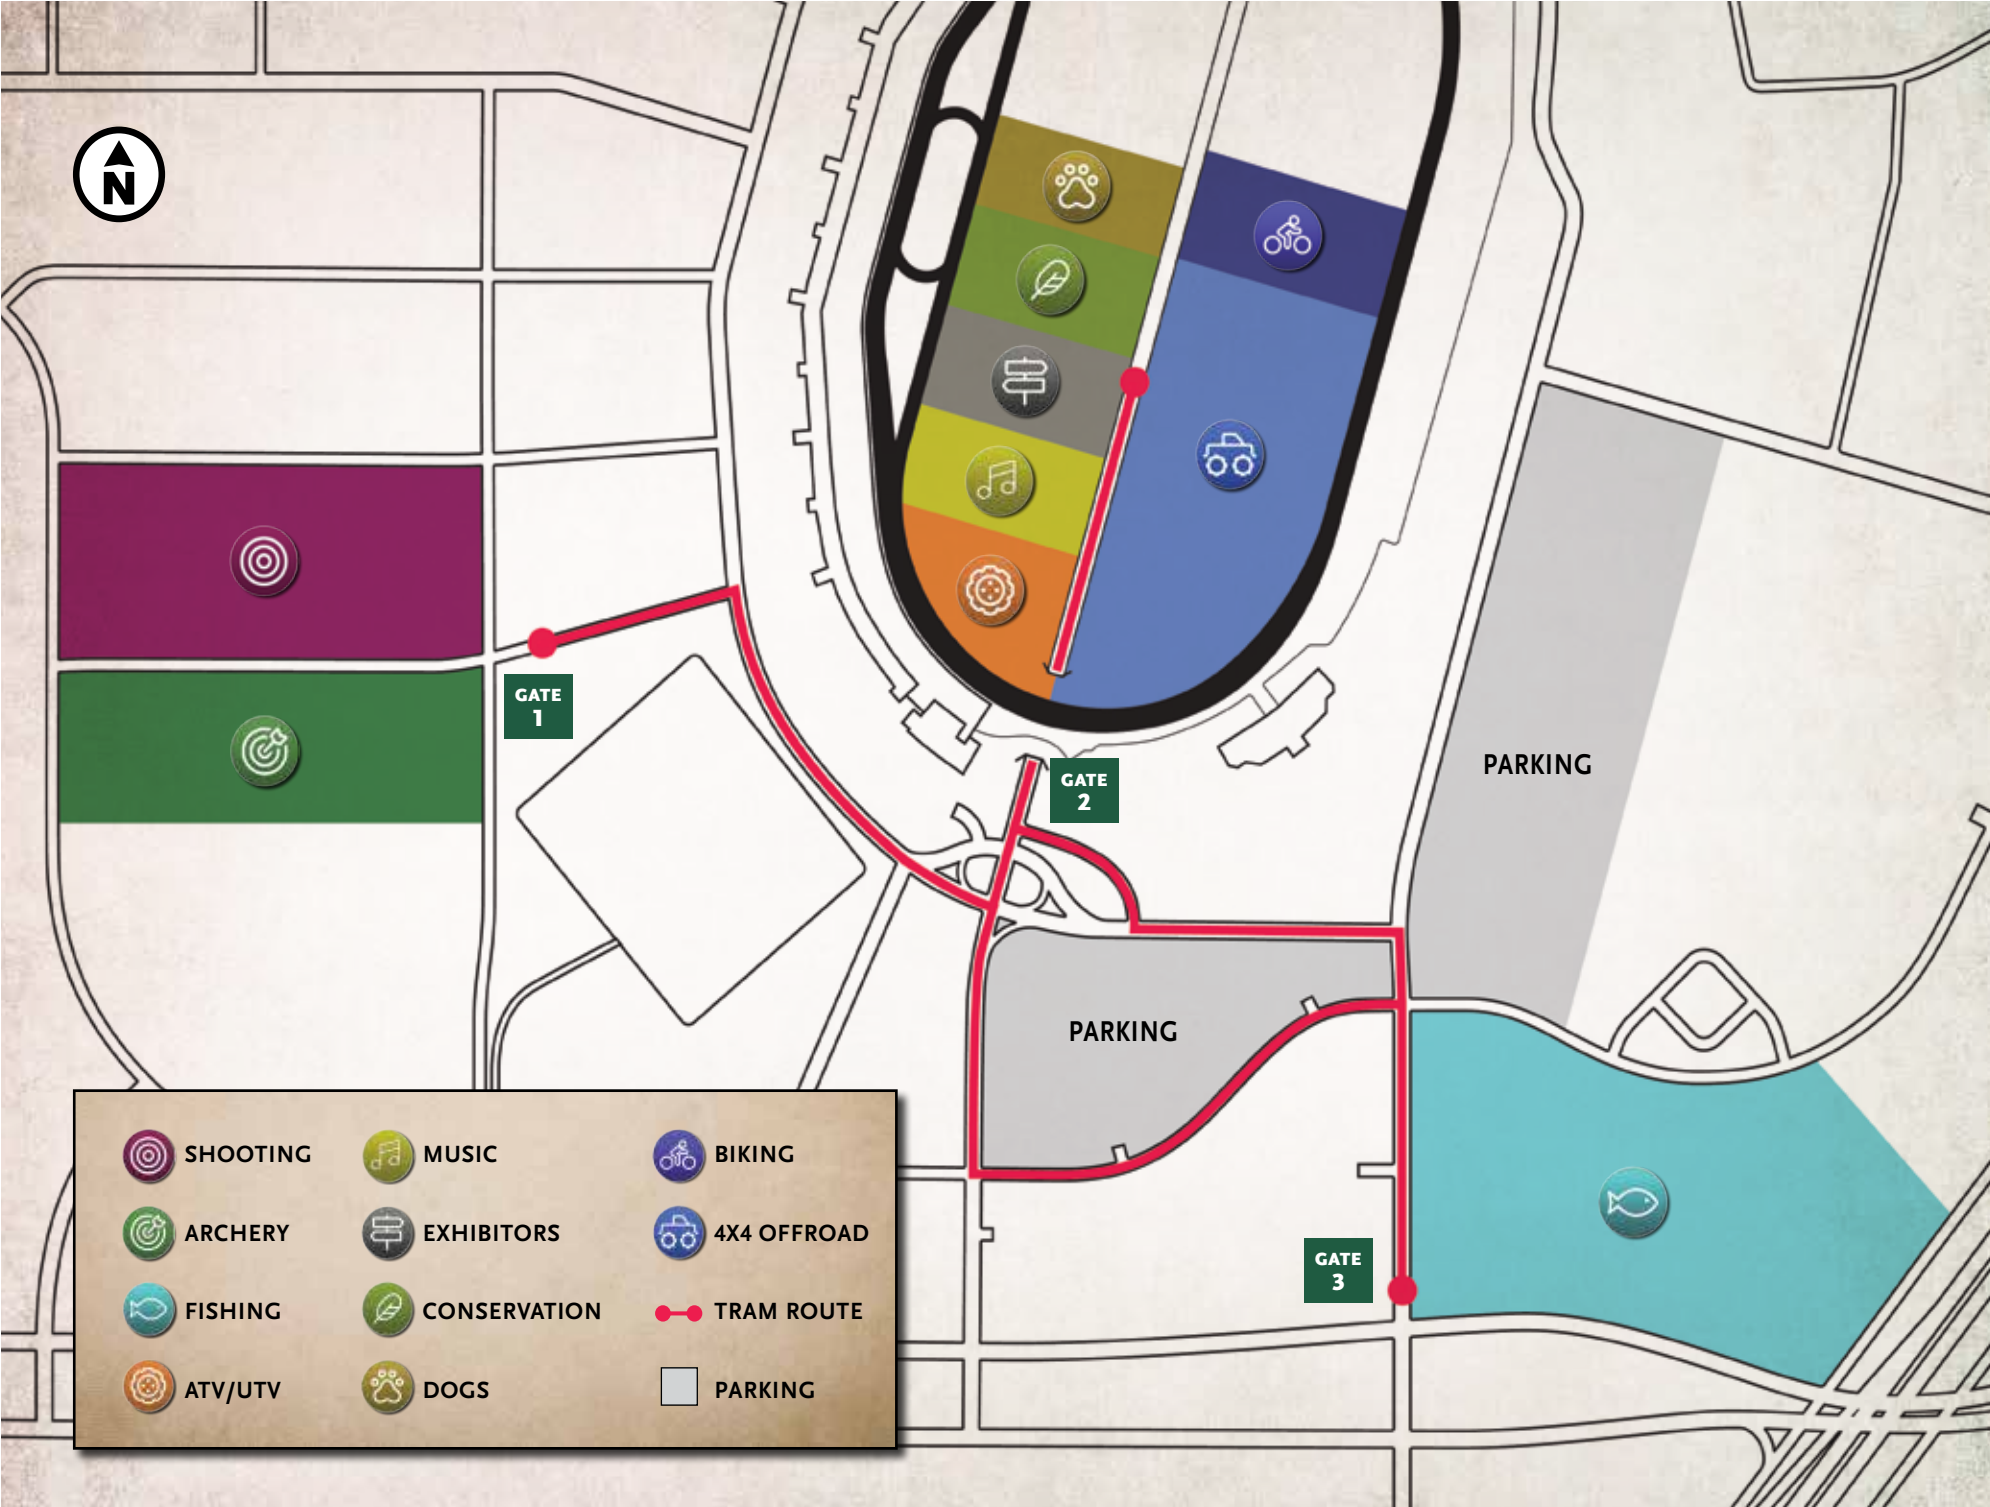 N
GATE
1
GATE
2
PARKING
PARKING
GATE
3
SHOOTING
ARCHERY
FISHING
ATV/UTV
MUSIC
EXHIBITORS
CONSERVATION
DOGS
BIKING
4X4 OFFROAD
TRAM ROUTE
PARKING